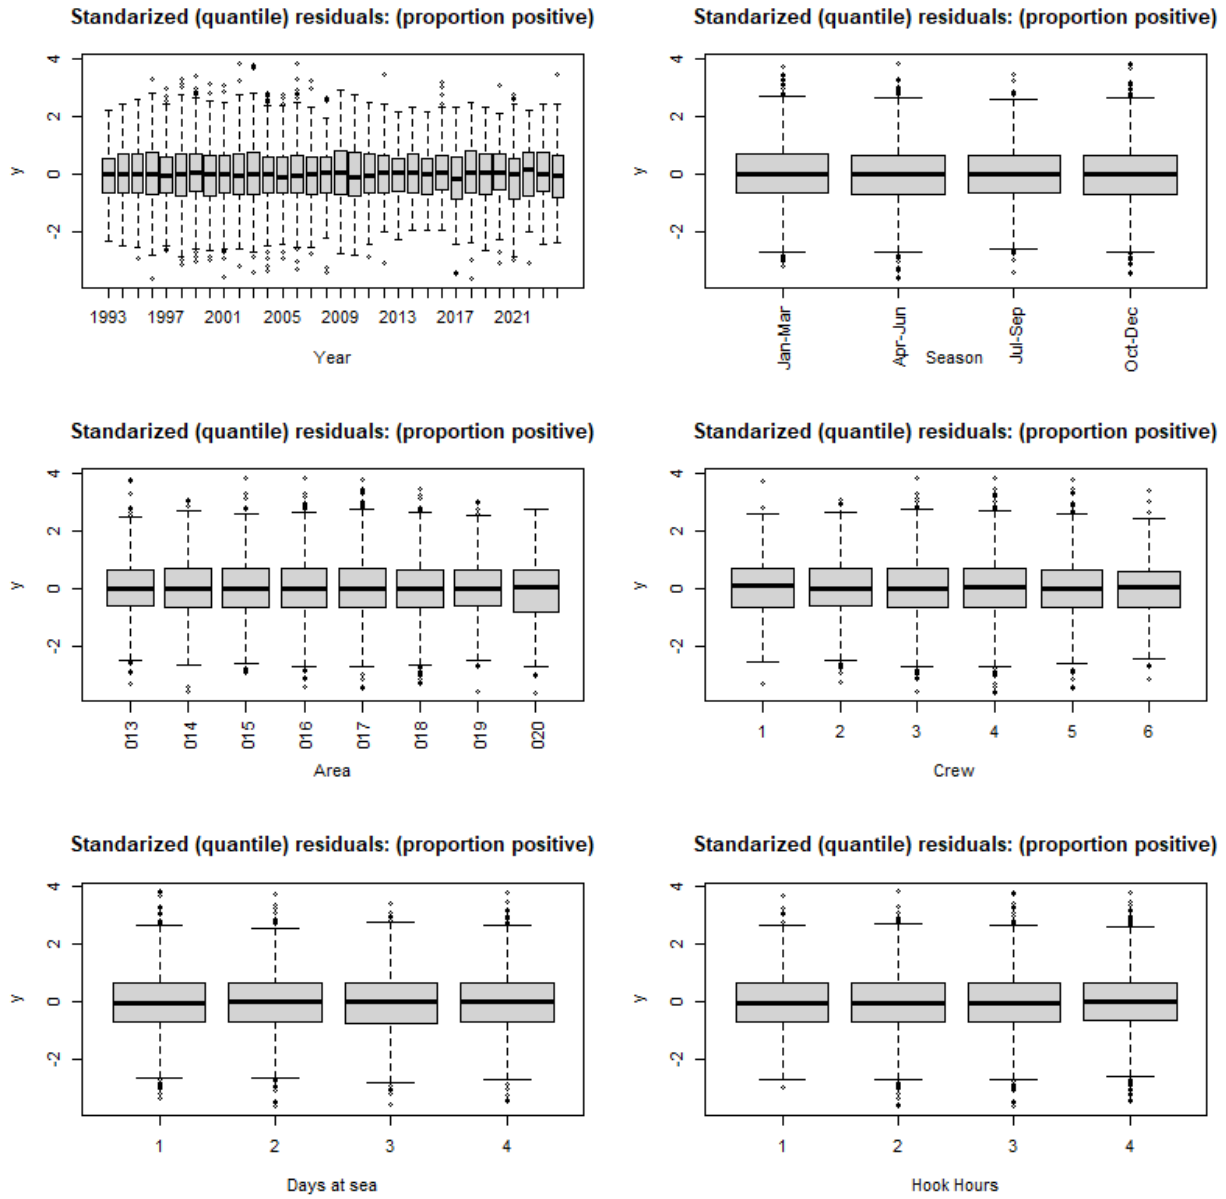 Standarized (quantile) residuals: (proportion positive)
4
2
0
-2
y
1993 1997 2001 2005 2009 2013 2017 2021
Year
Standarized (quantile) residuals: (proportion positive)
4
2
0
-2
y
Jan-Mar Apr-Jun Jul-Sep Oct-Dec
Season
Standarized (quantile) residuals: (proportion positive)
4
2
0
-2
y
013 014 015 016 017 018 019 020
Area
Standarized (quantile) residuals: (proportion positive)
4
2
0
-2
y
1 2 3 4 5 6
Crew
Standarized (quantile) residuals: (proportion positive)
4
2
0
-2
y
1 2 3 4
Days at sea
Standarized (quantile) residuals: (proportion positive)
4
2
0
-2
y
1 2 3 4
Hook Hours